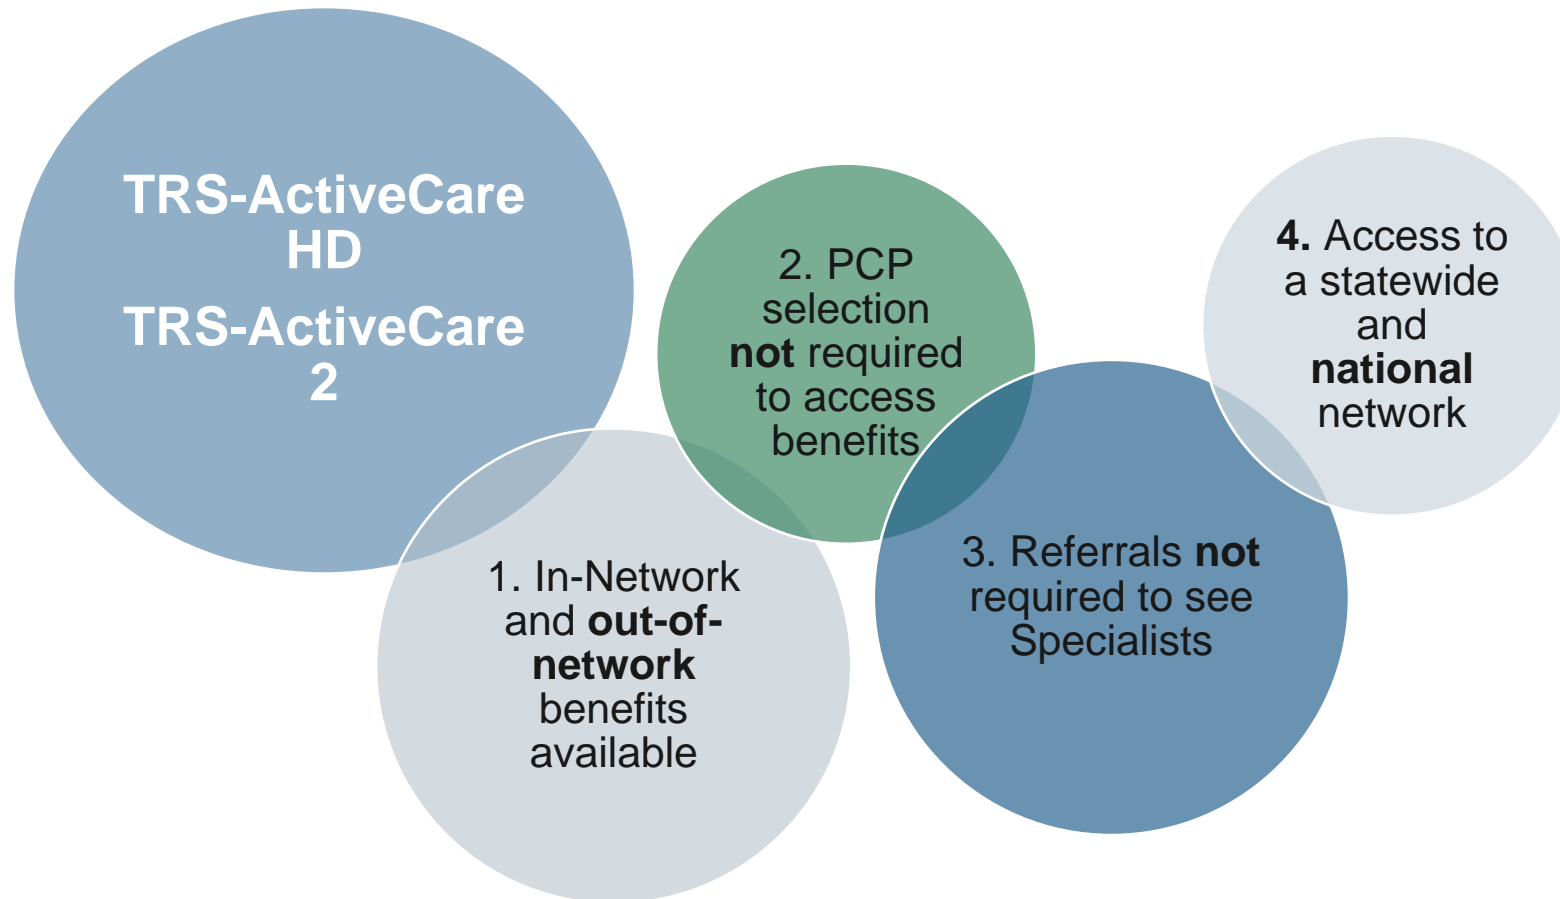 TRS-ActiveCare
HD
TRS-ActiveCare
2
1. In-Network
and out-of-
network
benefits
available
2. PCP
selection
not required
to access
benefits
3. Referrals not
required to see
Specialists
4. Access to
a statewide
and
national
network